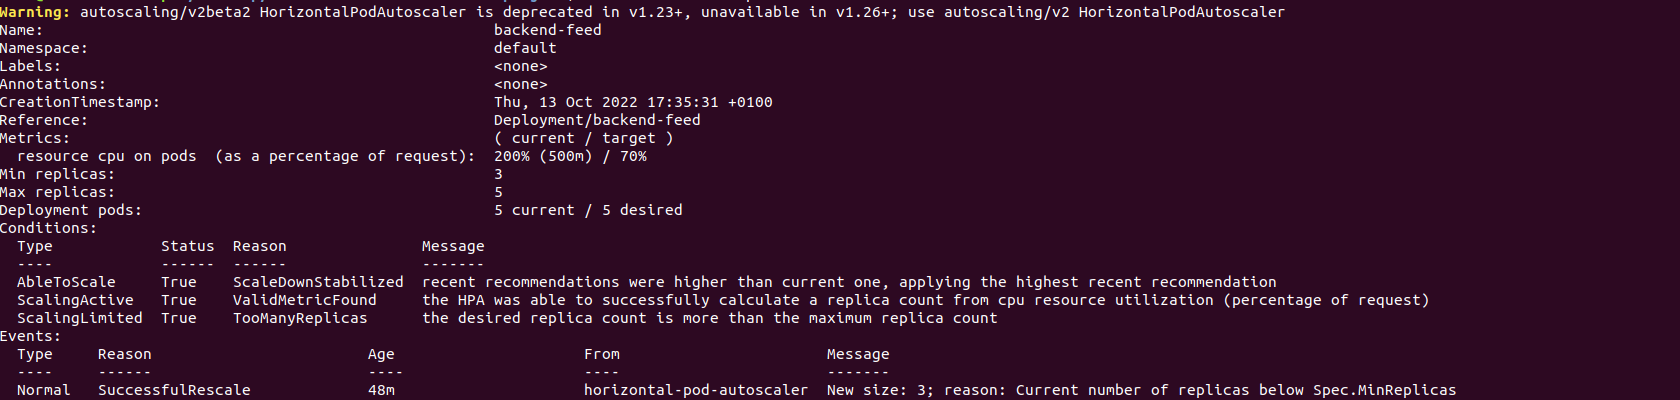 Warning: autoscaling/v2beta2 HorizontalPodAutoscaler is deprecated in v1.23+, unavailable in v1.26+; use autoscaling/v2 HorizontalPodAutoscaler
Name:                                                  backend-feed
Namespace:                                             default
Labels:                                                <none>
Annotations:                                           <none>
CreationTimestamp:                                     Thu, 13 Oct 2022 17:35:31 +0100
Reference:                                             Deployment/backend-feed
Metrics:                                               ( current / target )
  resource cpu on pods  (as a percentage of request):  200% (500m) / 70%
Min replicas:                                          3
Max replicas:                                          5
Deployment pods:                                       5 current / 5 desired
Conditions:
  Type            Status  Reason               Message
  ----            ------  ------               -------
  AbleToScale     True    ScaleDownStabilized  recent recommendations were higher than current one, applying the highest recent recommendation
  ScalingActive   True    ValidMetricFound     the HPA was able to successfully calculate a replica count from cpu resource utilization (percentage of request)
  ScalingLimited  True    TooManyReplicas      the desired replica count is more than the maximum replica count
Events:
  Type     Reason                        Age                     From                       Message
  ----     ------                        ----                    ----                       -------
  Normal   SuccessfulRescale             48m                     horizontal-pod-autoscaler  New size: 3; reason: Current number of replicas below Spec.MinReplicas